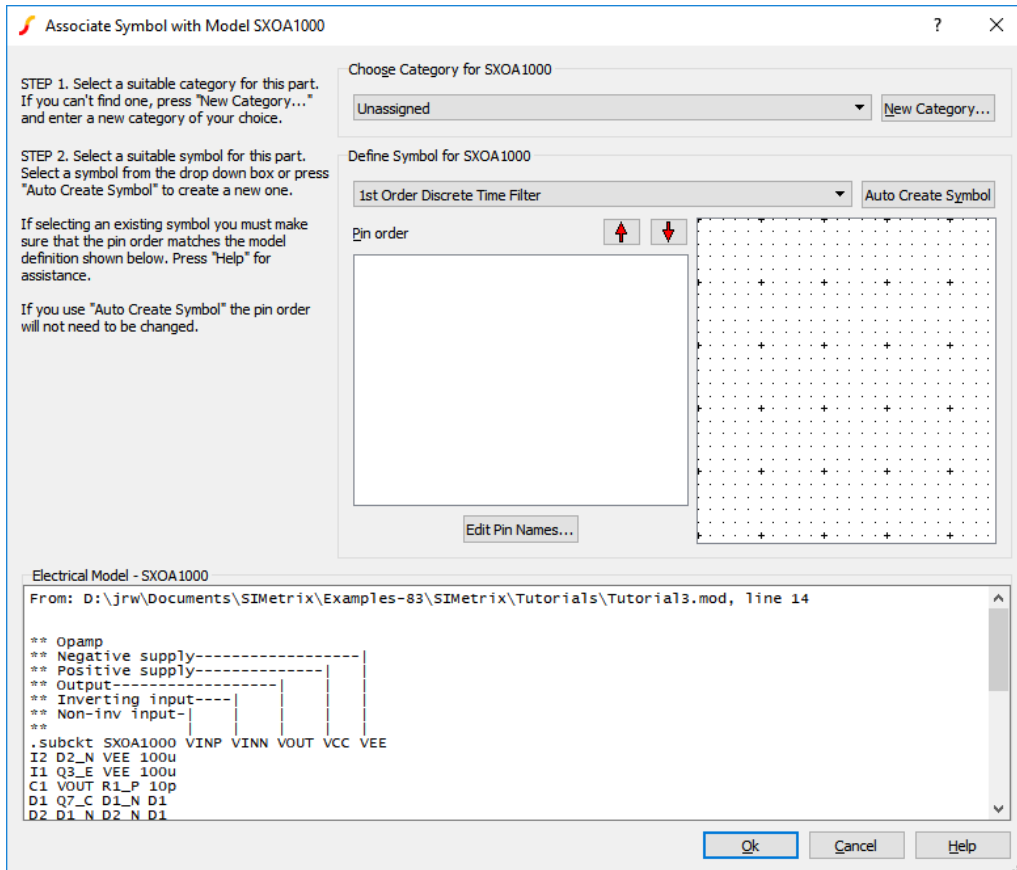 Associate Symbol with Model SXOA1000
?
STEP 1. Select a suitable category for this part.
If you can't find one, press "New Category..."
and enter a new category of your choice.
STEP 2. Select a suitable symbol for this part.
Select a symbol from the drop down box or press
"Auto Create Symbol" to create a new one.
If selecting an existing symbol you must make
sure that the pin order matches the model
definition shown below. Press "Help" for
assistance.
If you use "Auto Create Symbol" the pin order
will not need to be changed.
Choose Category for SXOA1000
Unassigned
New Category...
Define Symbol for SXOA1000
1st Order Discrete Time Filter
Auto Create Symbol
Pin order
Edit Pin Names...
Electrical Model - SXOA1000
From: D:\jrw\Documents\SIMetrix\Examples-83\SIMetrix\Tutorials\Tutorial3.mod, line 14
** Opamp
** Negative supply------------------|
** Positive supply--------------|   |
** Output------------------|    |   |
** Inverting input----|    |    |   |
** Non-inv input-|    |    |    |   |
**               |    |    |    |   |
.subckt SXOA1000 VINP VINN VOUT VCC VEE
I2 D2_N VEE 100u
I1 Q3_E VEE 100u
C1 VOUT R1_P 10p
D1 Q7_C D1_N D1
D2 D1_N D2_N D1
Ok
Cancel
Help